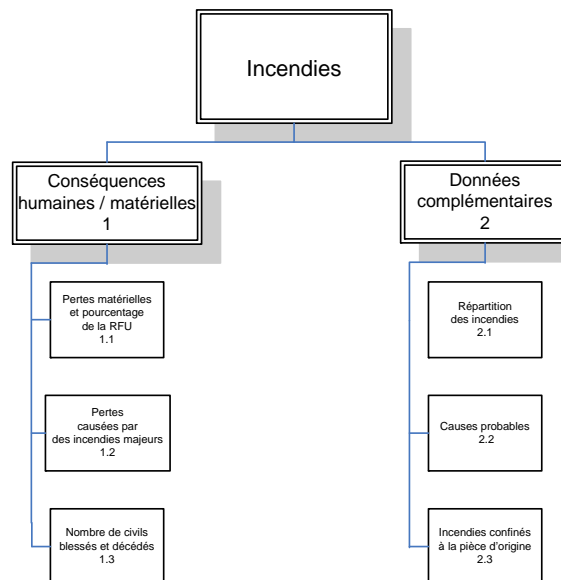 Incendies
Conséquences
humaines / matérielles
1
Données
complémentaires
2
Pertes matérielles
et pourcentage
de la RFU
1.1
Répartition
des incendies
2.1
Pertes
causées par
des incendies majeurs
1.2
Causes probables
2.2
Nombre de civils
blessés et décédés
1.3
Incendies confinés
à la pièce d'origine
2.3